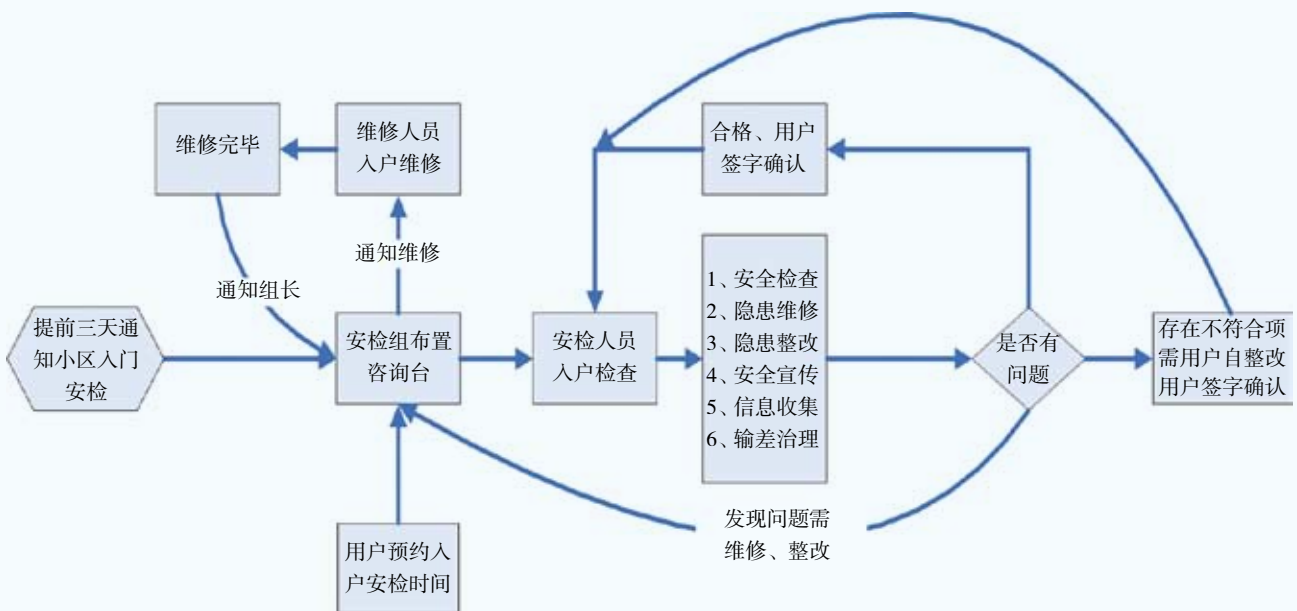 维修完毕
维修人员
入户维修
合格、用户
签字确认
通知维修
通知组长
提前三天通
知小区入门
安检
安检组布置
咨询台
安检人员
入户检查
1、安全检查
2、隐患维修
3、隐患整改
4、安全宣传
5、信息收集
6、输差治理
是否有
问题
存在不符合项
需用户自整改
用户签字确认
用户预约入
户安检时间
发现问题需
维修、整改